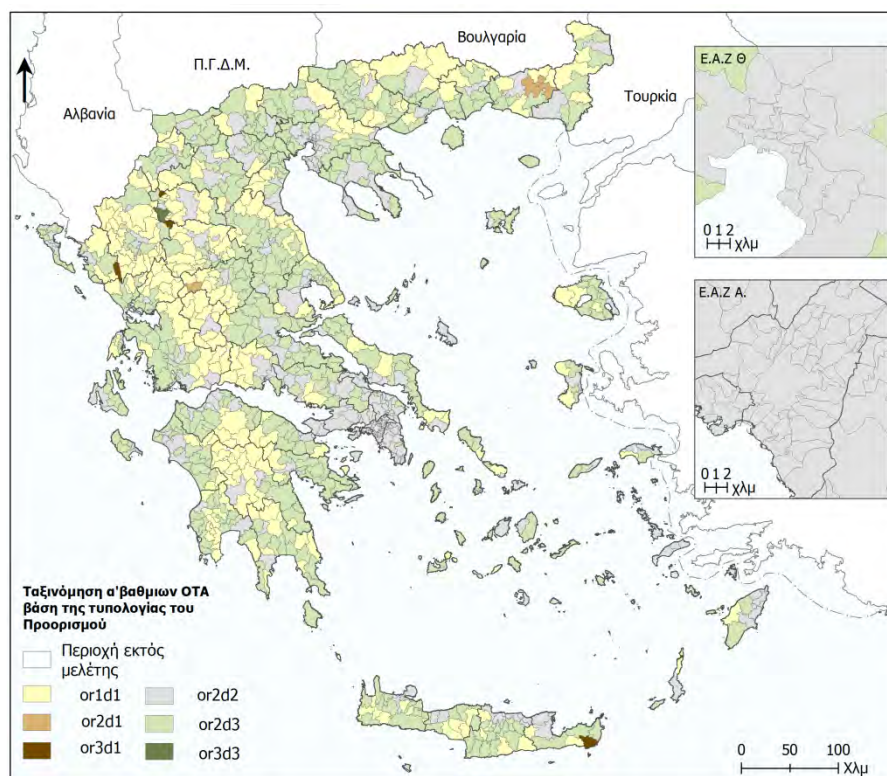 Βουλγαρία
Π.Γ.Δ.Μ.
Αλβανία
Τουρκία
Ε.Α.Ζ Θ
0 1 2
χλμ
Ε.Α.Ζ Α.
0 1 2
χλμ
Ταξινόμηση α'βαθμιων ΟΤΑ
βάση της τυπολογίας του
Προορισμού
Περιοχή εκτός
μελέτης
or1d1 or2d2
or2d1 or2d3
or3d1 or3d3
0 50 100
Χλμ